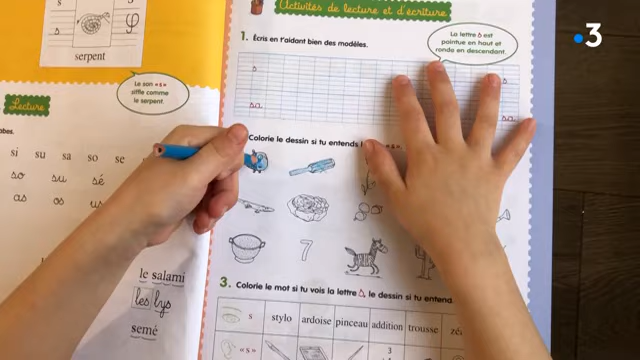 s
s
serpent
Le son « s »
siffle comme
le serpent.
Lecture
si su sa so se
so su sé
as os us
le salami
les lys
semé
Activités de lecture et d'écriture
1. Écris en t'aidant bien des modèles.
La lettre s est
pointue en haut et
ronde en descendant.
s
s
sa
sa
Colorie le dessin si tu entends
« s ».
7
3. Colorie le mot si tu vois la lettre s, le dessin si tu entends
s stylo ardoise pinceau addition trousse
« s »
3
3